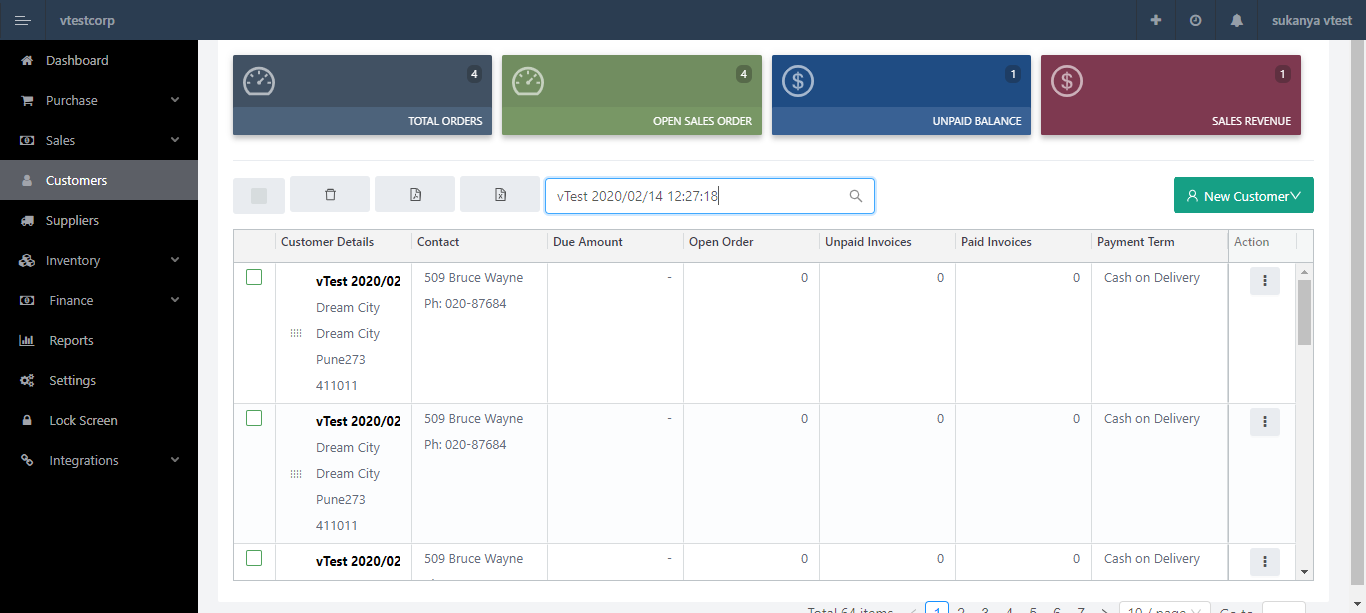 vtestcorp
sukanya vtest
Dashboard
Purchase
Sales
Customers
Suppliers
Inventory
Finance
Reports
Settings
Lock Screen
Integrations
4
TOTAL ORDERS
4
OPEN SALES ORDER
1
UNPAID BALANCE
1
SALES REVENUE
vTest 2020/02/14 12:27:18
New Customer
Customer Details Contact Due Amount Open Order Unpaid Invoices Paid Invoices Payment Term Action
vTest 2020/02 509 Bruce Wayne - 0 0 0 Cash on Delivery
Dream City Ph: 020-87684
Dream City
Pune273
411011
vTest 2020/02 509 Bruce Wayne - 0 0 0 Cash on Delivery
Dream City Ph: 020-87684
Dream City
Pune273
411011
vTest 2020/02 509 Bruce Wayne - 0 0 0 Cash on Delivery
Total 64 items 1 2 3 4 5 6 7 10 / page Go to